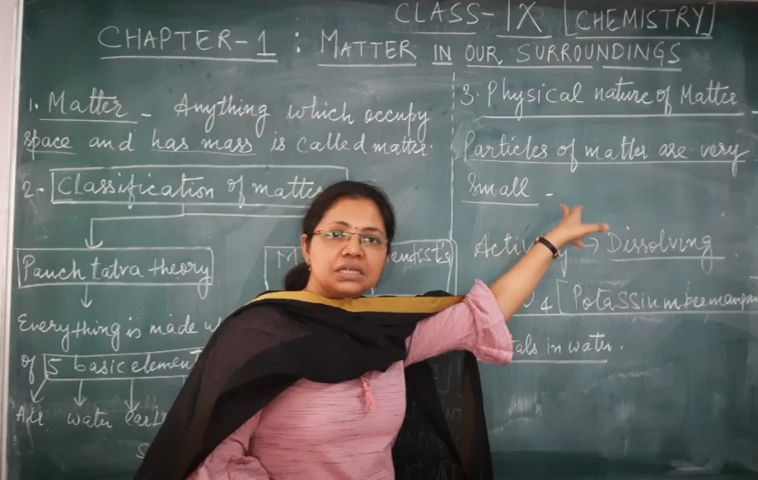 CLASS-IX [CHEMISTRY]
CHAPTER-1 : MATTER IN OUR SURROUNDINGS
1. Matter - Anything which occupy
space and has mass is called matter.
2. Classification of matter
Panch tatva theory
Everything is made
of 5 basic element
Air water
3. Physical nature of Matter
Particles of matter are very
Small -
→ Dissolving
4 [Potassium
in water.